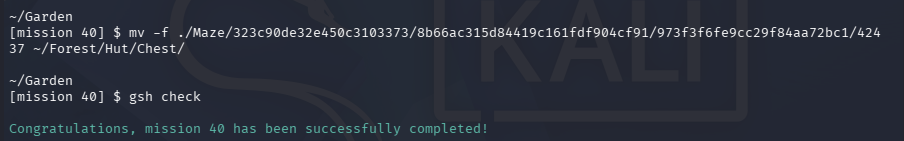 ~/Garden
[mission 40] $ mv -f ./Maze/323c90de32e450c3103373/8b66ac315d84419c161fdf904cf91/973f3f6fe9cc29f84aa72bc1/424
37 ~/Forest/Hut/Chest/
~/Garden
[mission 40] $ gsh check
Congratulations, mission 40 has been successfully completed!
KALI